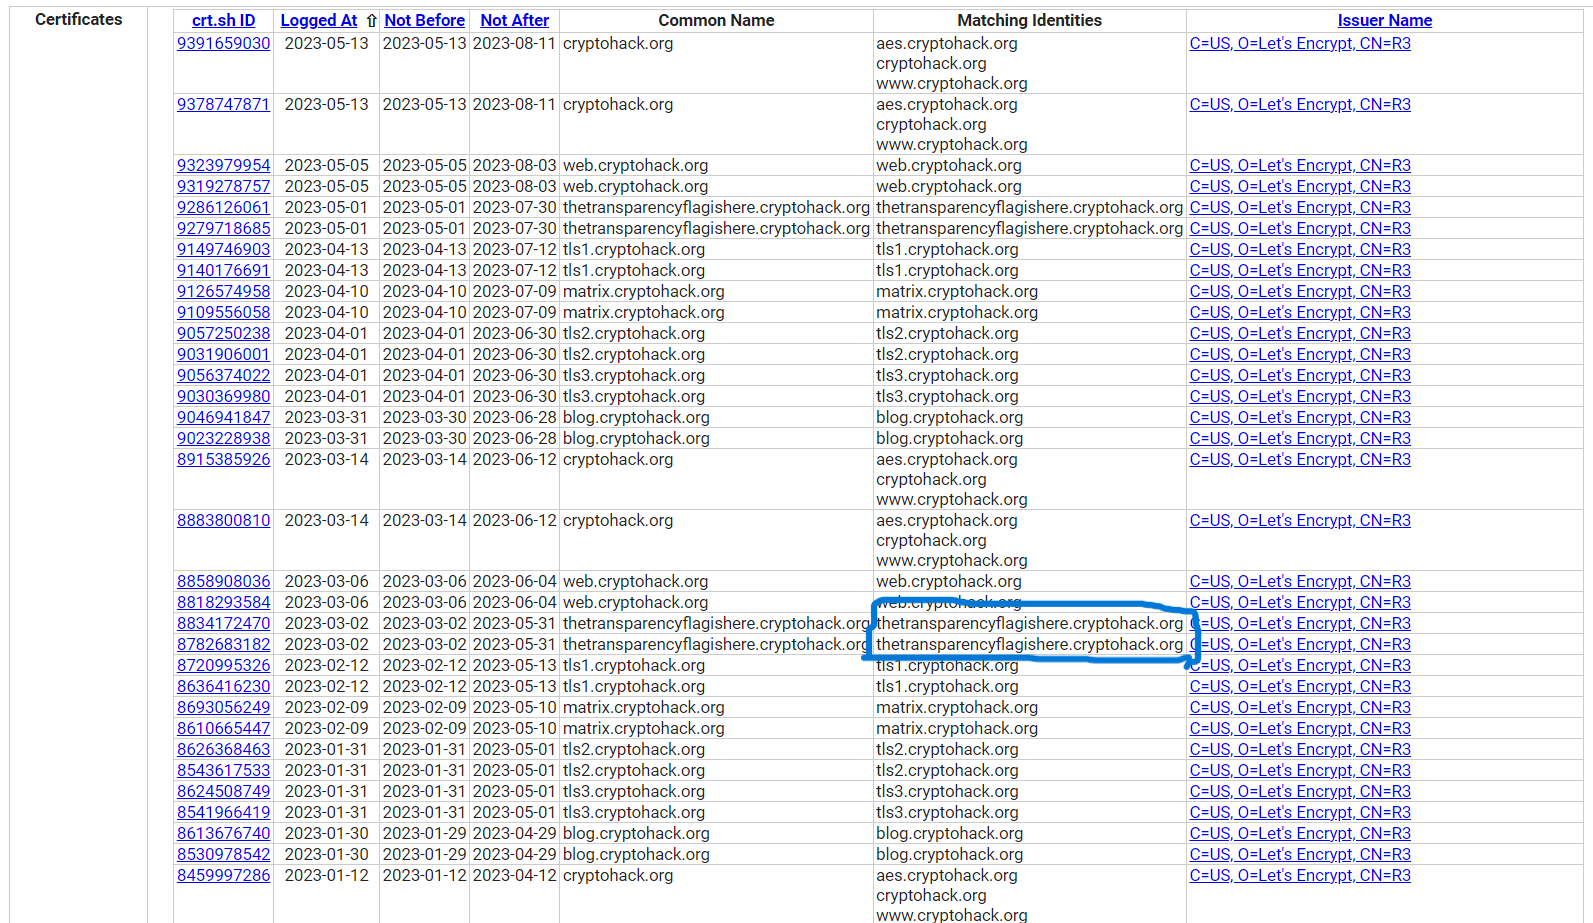 Certificates
crt.sh ID Logged At ⇧ Not Before Not After Common Name Matching Identities Issuer Name
9391659030 2023-05-13 2023-05-13 2023-08-11 cryptohack.org aes.cryptohack.org C=US, O=Let's Encrypt, CN=R3
cryptohack.org
www.cryptohack.org
9378747871 2023-05-13 2023-05-13 2023-08-11 cryptohack.org aes.cryptohack.org C=US, O=Let's Encrypt, CN=R3
cryptohack.org
www.cryptohack.org
9323979954 2023-05-05 2023-05-05 2023-08-03 web.cryptohack.org web.cryptohack.org C=US, O=Let's Encrypt, CN=R3
9319278757 2023-05-05 2023-05-05 2023-08-03 web.cryptohack.org web.cryptohack.org C=US, O=Let's Encrypt, CN=R3
9286126061 2023-05-01 2023-05-01 2023-07-30 thetransparencyflagishere.cryptohack.org thetransparencyflagishere.cryptohack.org C=US, O=Let's Encrypt, CN=R3
9279718685 2023-05-01 2023-05-01 2023-07-30 thetransparencyflagishere.cryptohack.org thetransparencyflagishere.cryptohack.org C=US, O=Let's Encrypt, CN=R3
9149746903 2023-04-13 2023-04-13 2023-07-12 tls1.cryptohack.org tls1.cryptohack.org C=US, O=Let's Encrypt, CN=R3
9140176691 2023-04-13 2023-04-13 2023-07-12 tls1.cryptohack.org tls1.cryptohack.org C=US, O=Let's Encrypt, CN=R3
9126574958 2023-04-10 2023-04-10 2023-07-09 matrix.cryptohack.org matrix.cryptohack.org C=US, O=Let's Encrypt, CN=R3
9109556058 2023-04-10 2023-04-10 2023-07-09 matrix.cryptohack.org matrix.cryptohack.org C=US, O=Let's Encrypt, CN=R3
9057250238 2023-04-01 2023-04-01 2023-06-30 tls2.cryptohack.org tls2.cryptohack.org C=US, O=Let's Encrypt, CN=R3
9031906001 2023-04-01 2023-04-01 2023-06-30 tls2.cryptohack.org tls2.cryptohack.org C=US, O=Let's Encrypt, CN=R3
9056374022 2023-04-01 2023-04-01 2023-06-30 tls3.cryptohack.org tls3.cryptohack.org C=US, O=Let's Encrypt, CN=R3
9030369980 2023-04-01 2023-04-01 2023-06-30 tls3.cryptohack.org tls3.cryptohack.org C=US, O=Let's Encrypt, CN=R3
9046941847 2023-03-31 2023-03-30 2023-06-28 blog.cryptohack.org blog.cryptohack.org C=US, O=Let's Encrypt, CN=R3
9023228938 2023-03-31 2023-03-30 2023-06-28 blog.cryptohack.org blog.cryptohack.org C=US, O=Let's Encrypt, CN=R3
8915385926 2023-03-14 2023-03-14 2023-06-12 cryptohack.org aes.cryptohack.org C=US, O=Let's Encrypt, CN=R3
cryptohack.org
www.cryptohack.org
8883800810 2023-03-14 2023-03-14 2023-06-12 cryptohack.org aes.cryptohack.org C=US, O=Let's Encrypt, CN=R3
cryptohack.org
www.cryptohack.org
8858908036 2023-03-06 2023-03-06 2023-06-04 web.cryptohack.org web.cryptohack.org C=US, O=Let's Encrypt, CN=R3
8818293584 2023-03-06 2023-03-06 2023-06-04 web.cryptohack.org web.cryptohack.org C=US, O=Let's Encrypt, CN=R3
8834172470 2023-03-02 2023-03-02 2023-05-31 thetransparencyflagishere.cryptohack.org thetransparencyflagishere.cryptohack.org C=US, O=Let's Encrypt, CN=R3
8782683182 2023-03-02 2023-03-02 2023-05-31 thetransparencyflagishere.cryptohack.org thetransparencyflagishere.cryptohack.org C=US, O=Let's Encrypt, CN=R3
8720995326 2023-02-12 2023-02-12 2023-05-13 tls1.cryptohack.org tls1.cryptohack.org C=US, O=Let's Encrypt, CN=R3
8636416230 2023-02-12 2023-02-12 2023-05-13 tls1.cryptohack.org tls1.cryptohack.org C=US, O=Let's Encrypt, CN=R3
8693056249 2023-02-09 2023-02-09 2023-05-10 matrix.cryptohack.org matrix.cryptohack.org C=US, O=Let's Encrypt, CN=R3
8610665447 2023-02-09 2023-02-09 2023-05-10 matrix.cryptohack.org matrix.cryptohack.org C=US, O=Let's Encrypt, CN=R3
8626368463 2023-01-31 2023-01-31 2023-05-01 tls2.cryptohack.org tls2.cryptohack.org C=US, O=Let's Encrypt, CN=R3
8543617533 2023-01-31 2023-01-31 2023-05-01 tls2.cryptohack.org tls2.cryptohack.org C=US, O=Let's Encrypt, CN=R3
8624508749 2023-01-31 2023-01-31 2023-05-01 tls3.cryptohack.org tls3.cryptohack.org C=US, O=Let's Encrypt, CN=R3
8541966419 2023-01-31 2023-01-31 2023-05-01 tls3.cryptohack.org tls3.cryptohack.org C=US, O=Let's Encrypt, CN=R3
8613676740 2023-01-30 2023-01-29 2023-04-29 blog.cryptohack.org blog.cryptohack.org C=US, O=Let's Encrypt, CN=R3
8530978542 2023-01-30 2023-01-29 2023-04-29 blog.cryptohack.org blog.cryptohack.org C=US, O=Let's Encrypt, CN=R3
8459997286 2023-01-12 2023-01-12 2023-04-12 cryptohack.org aes.cryptohack.org C=US, O=Let's Encrypt, CN=R3
cryptohack.org
www.cryptohack.org